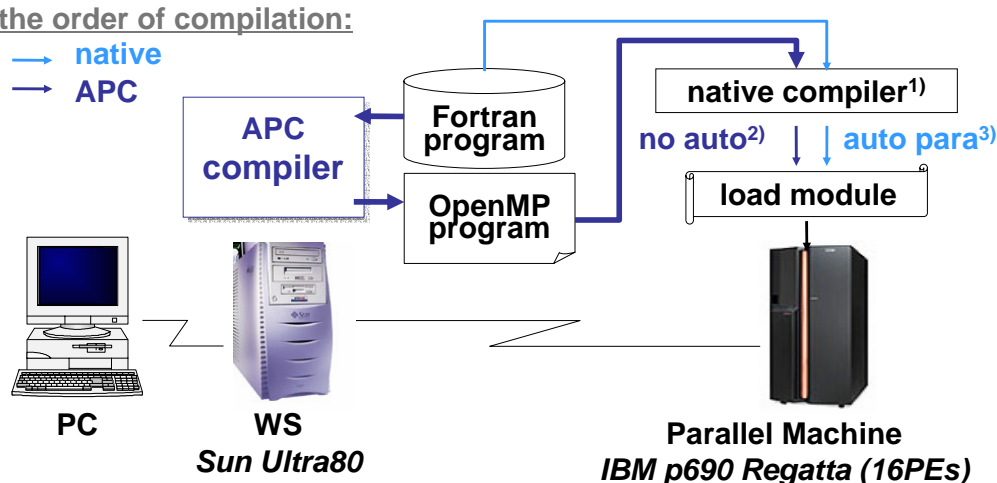 the order of compilation:
native
APC
APC
compiler
Fortran
program
OpenMP
program
native compiler1)
no auto2)
auto para3)
load module
PC
WS
Sun Ultra80
Parallel Machine
IBM p690 Regatta (16PEs)